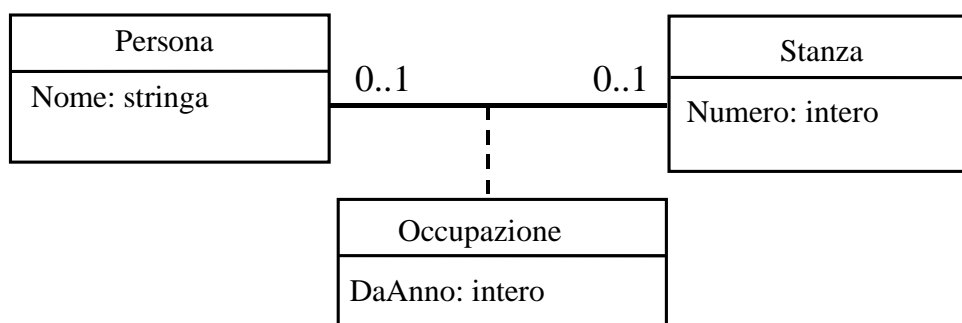 Persona
Nome: stringa
0..1
0..1
Stanza
Numero: intero
Occupazione
DaAnno: intero